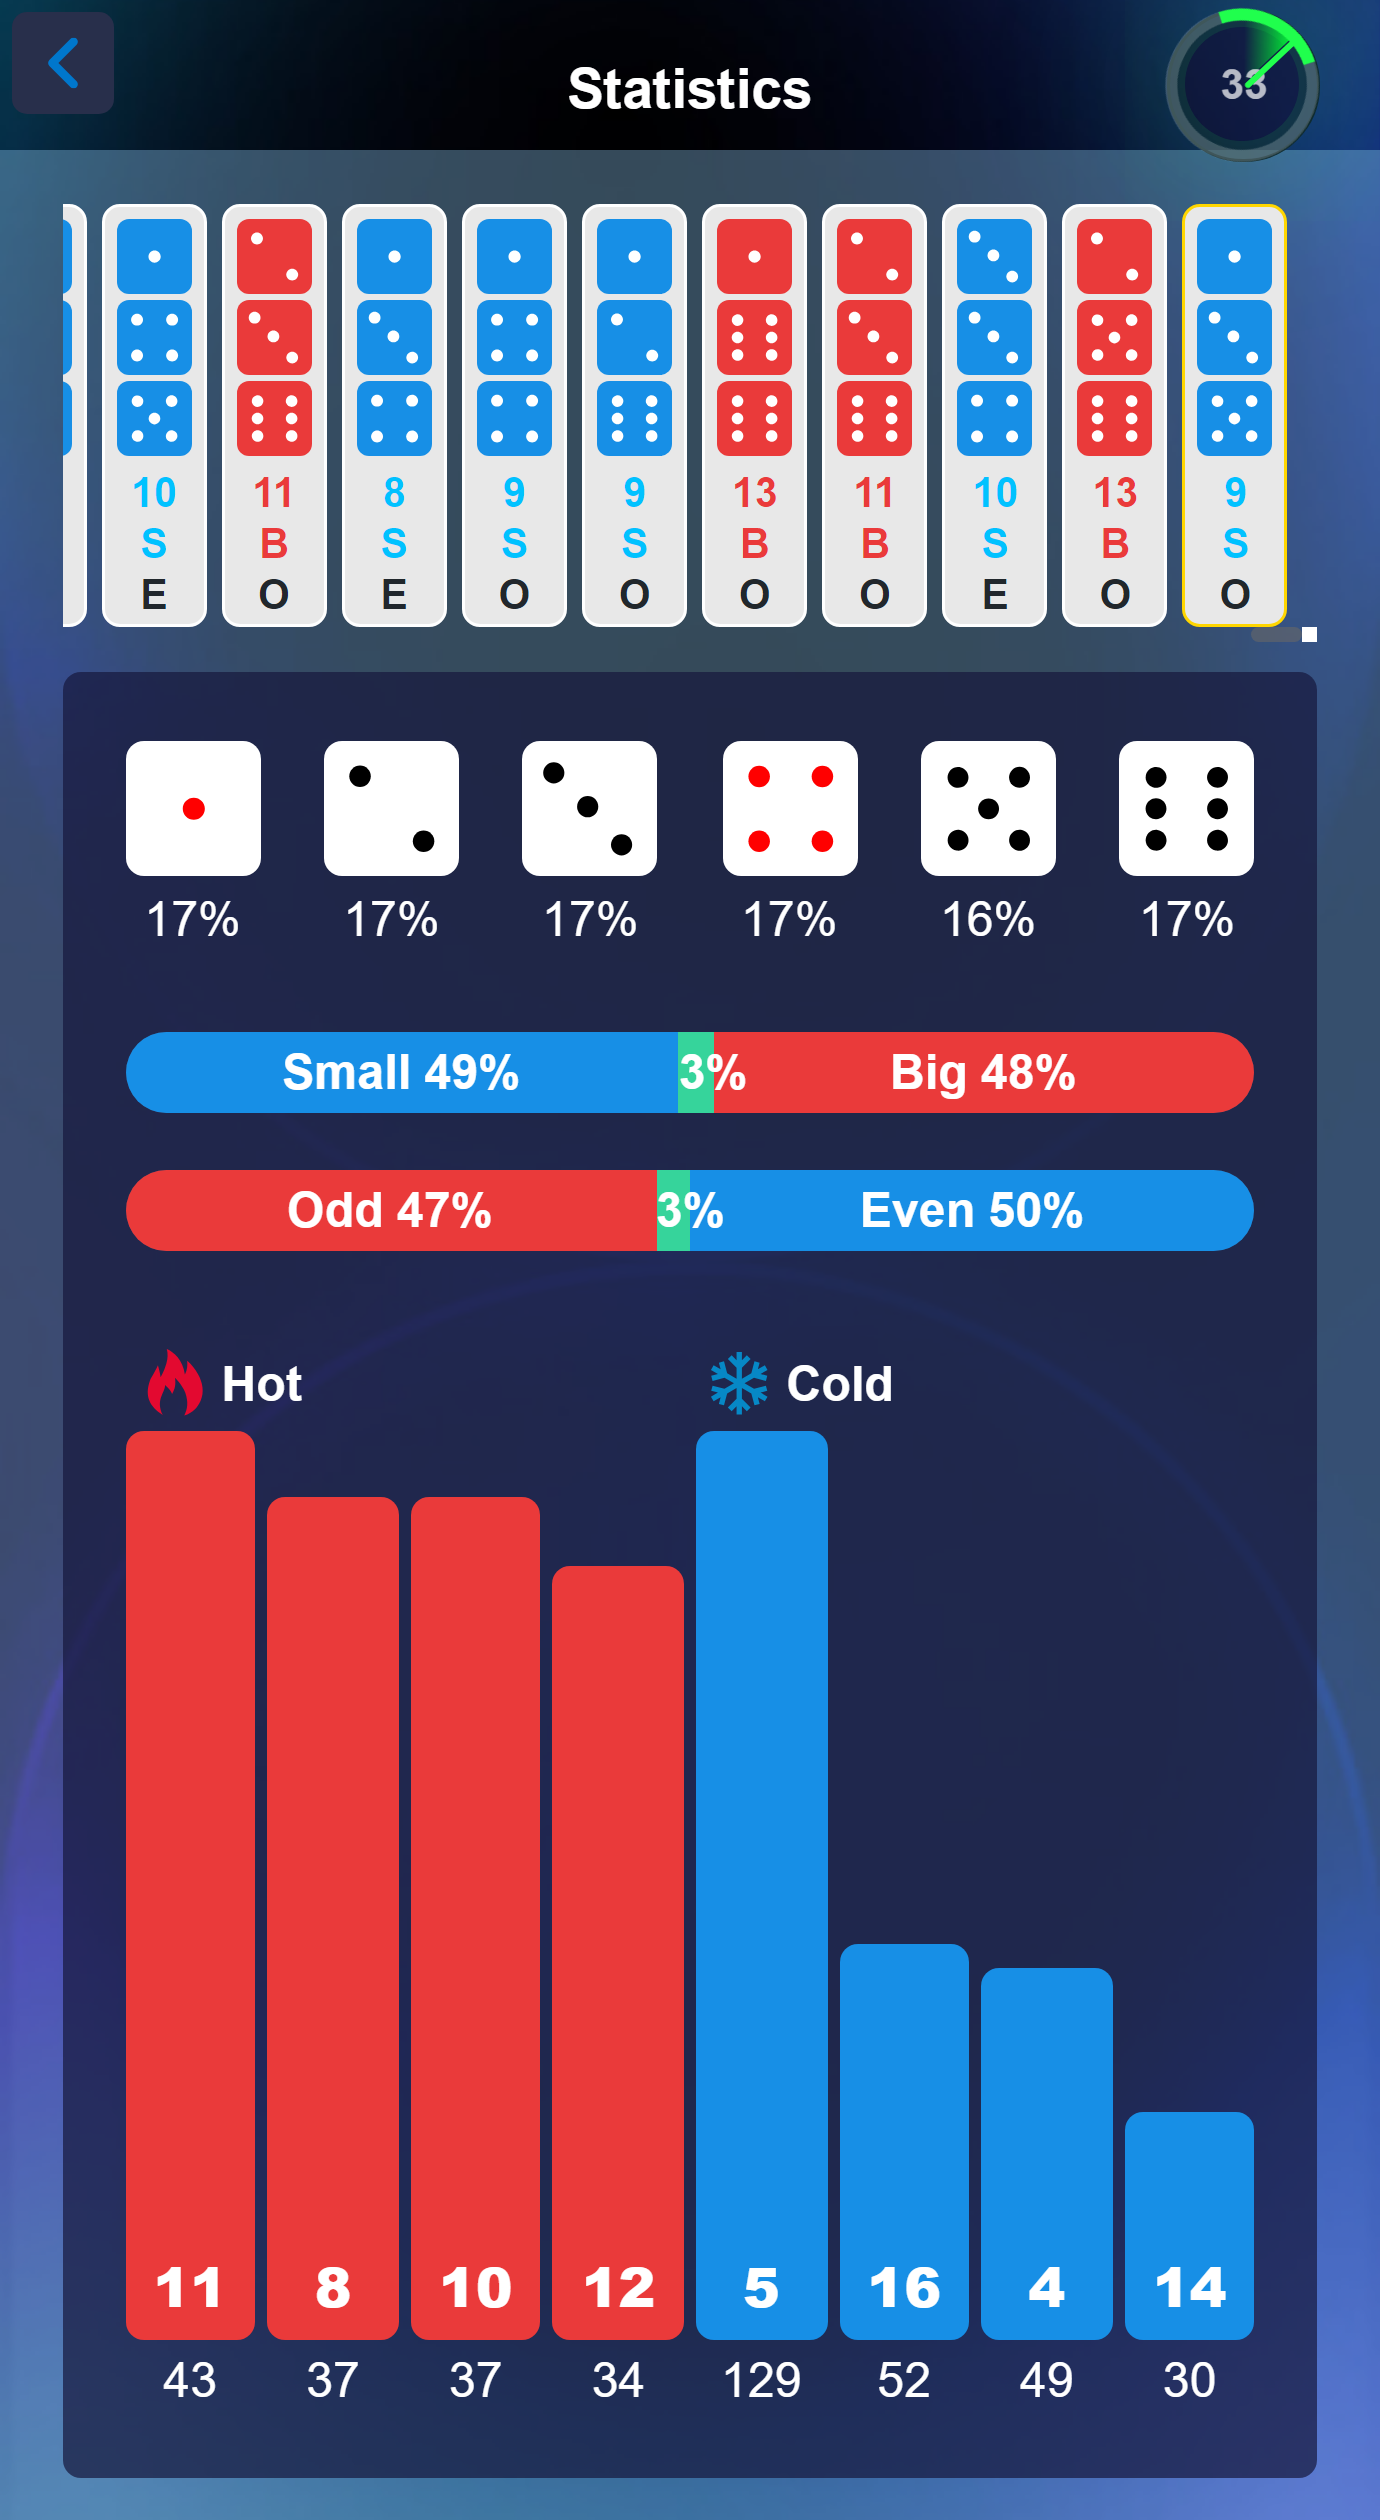 Statistics
33
10 11 8 9 9 13 11 10 13 9
S B S S S B B S B S
E O E O O O O E O O
17% 17% 17% 17% 16% 17%
Small 49% 3% Big 48%
Odd 47% 3% Even 50%
Hot Cold
11 8 10 12 5 16 4 14
43 37 37 34 129 52 49 30